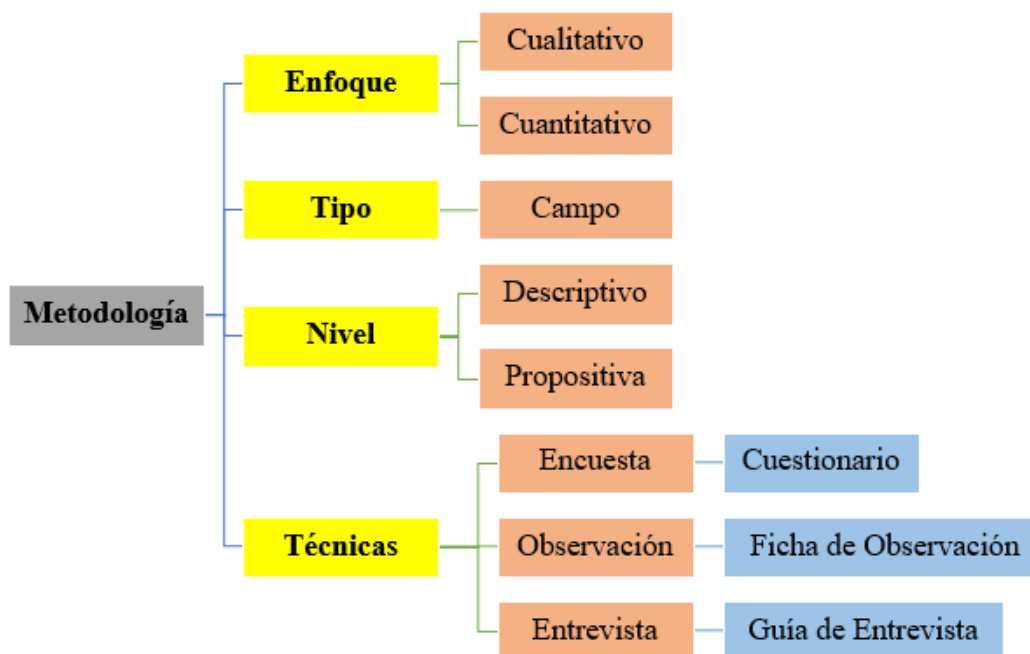 Metodología
Enfoque
Cualitativo
Cuantitativo
Tipo
Campo
Nivel
Descriptivo
Propositiva
Técnicas
Encuesta
Cuestionario
Observación
Ficha de Observación
Entrevista
Guía de Entrevista